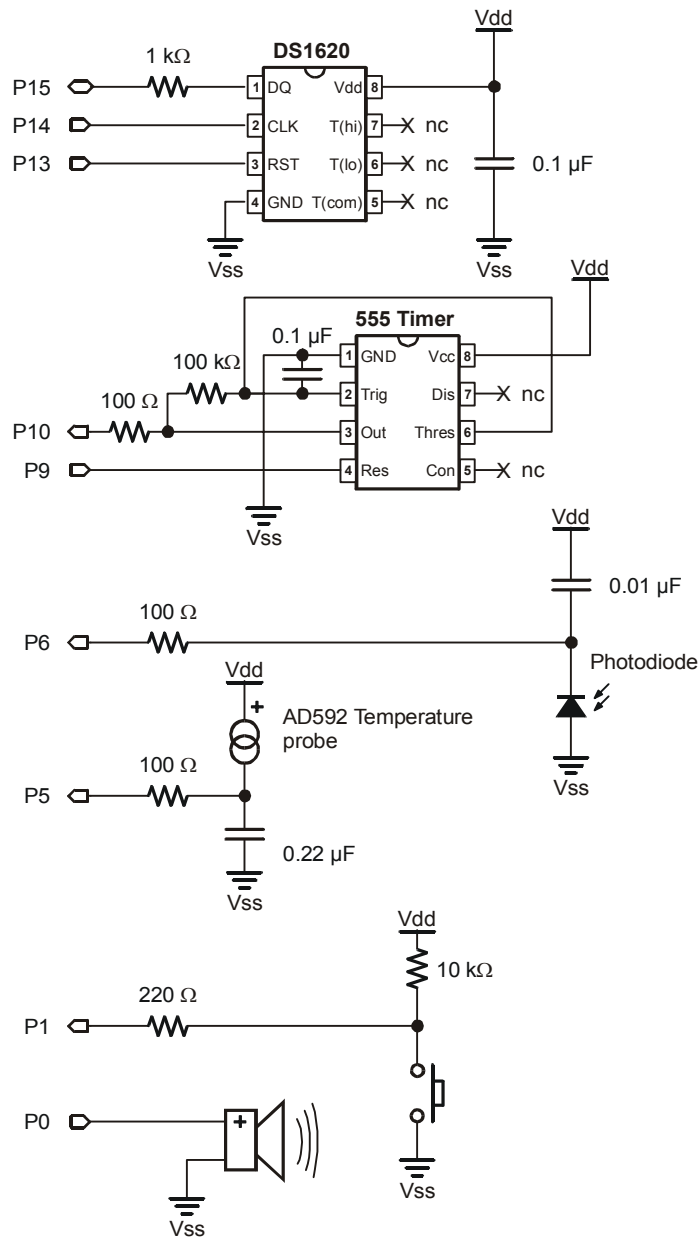 Vdd
DS1620
1 kΩ
P15
1 DQ Vdd 8
P14
2 CLK T(hi) 7 X nc
P13
3 RST T(lo) 6 X nc
0.1 µF
4 GND T(com) 5 X nc
Vss
Vss
Vdd
555 Timer
0.1 µF
1 GND Vcc 8
100 kΩ
2 Trig Dis 7 X nc
100 Ω
P10
3 Out Thres 6
P9
4 Res Con 5 X nc
Vss
Vdd
0.01 µF
100 Ω
P6
Photodiode
Vdd
+
AD592 Temperature
probe
100 Ω
P5
Vss
0.22 µF
Vss
Vdd
10 kΩ
220 Ω
P1
P0
+
Vss
Vss